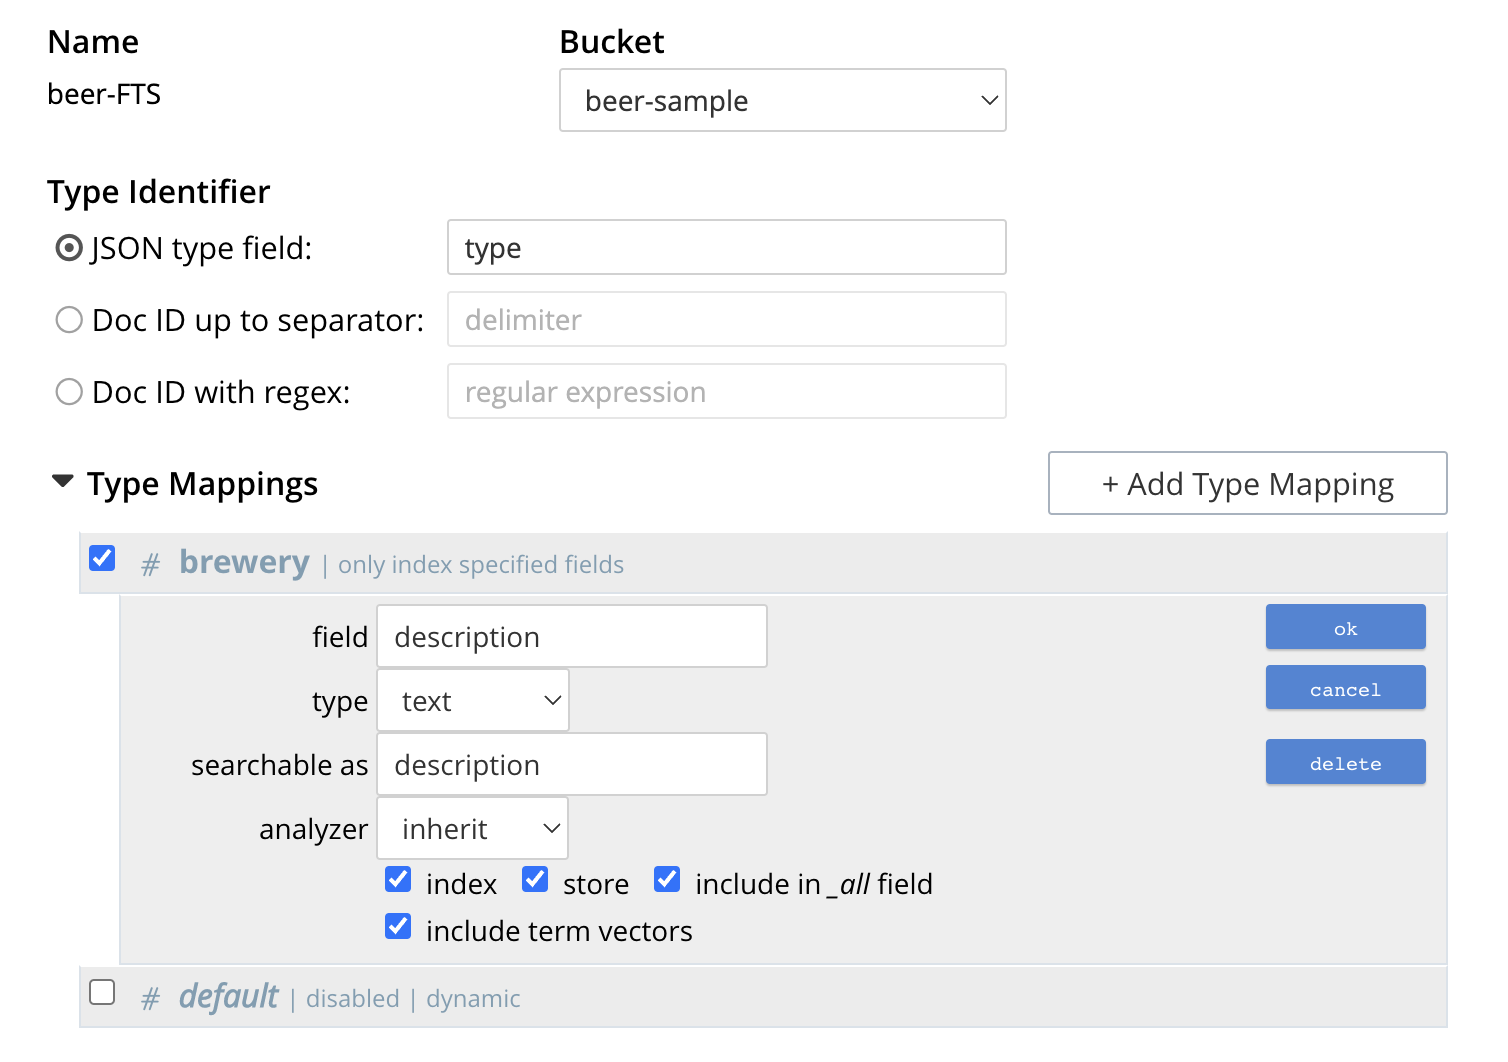 Name Bucket
beer-FTS beer-sample
Type Identifier
JSON type field: type
Doc ID up to separator: delimiter
Doc ID with regex: regular expression
Type Mappings + Add Type Mapping
# brewery | only index specified fields
field description ok
type text cancel
searchable as description delete
analyzer inherit
index store include in _all field
include term vectors
# default | disabled | dynamic